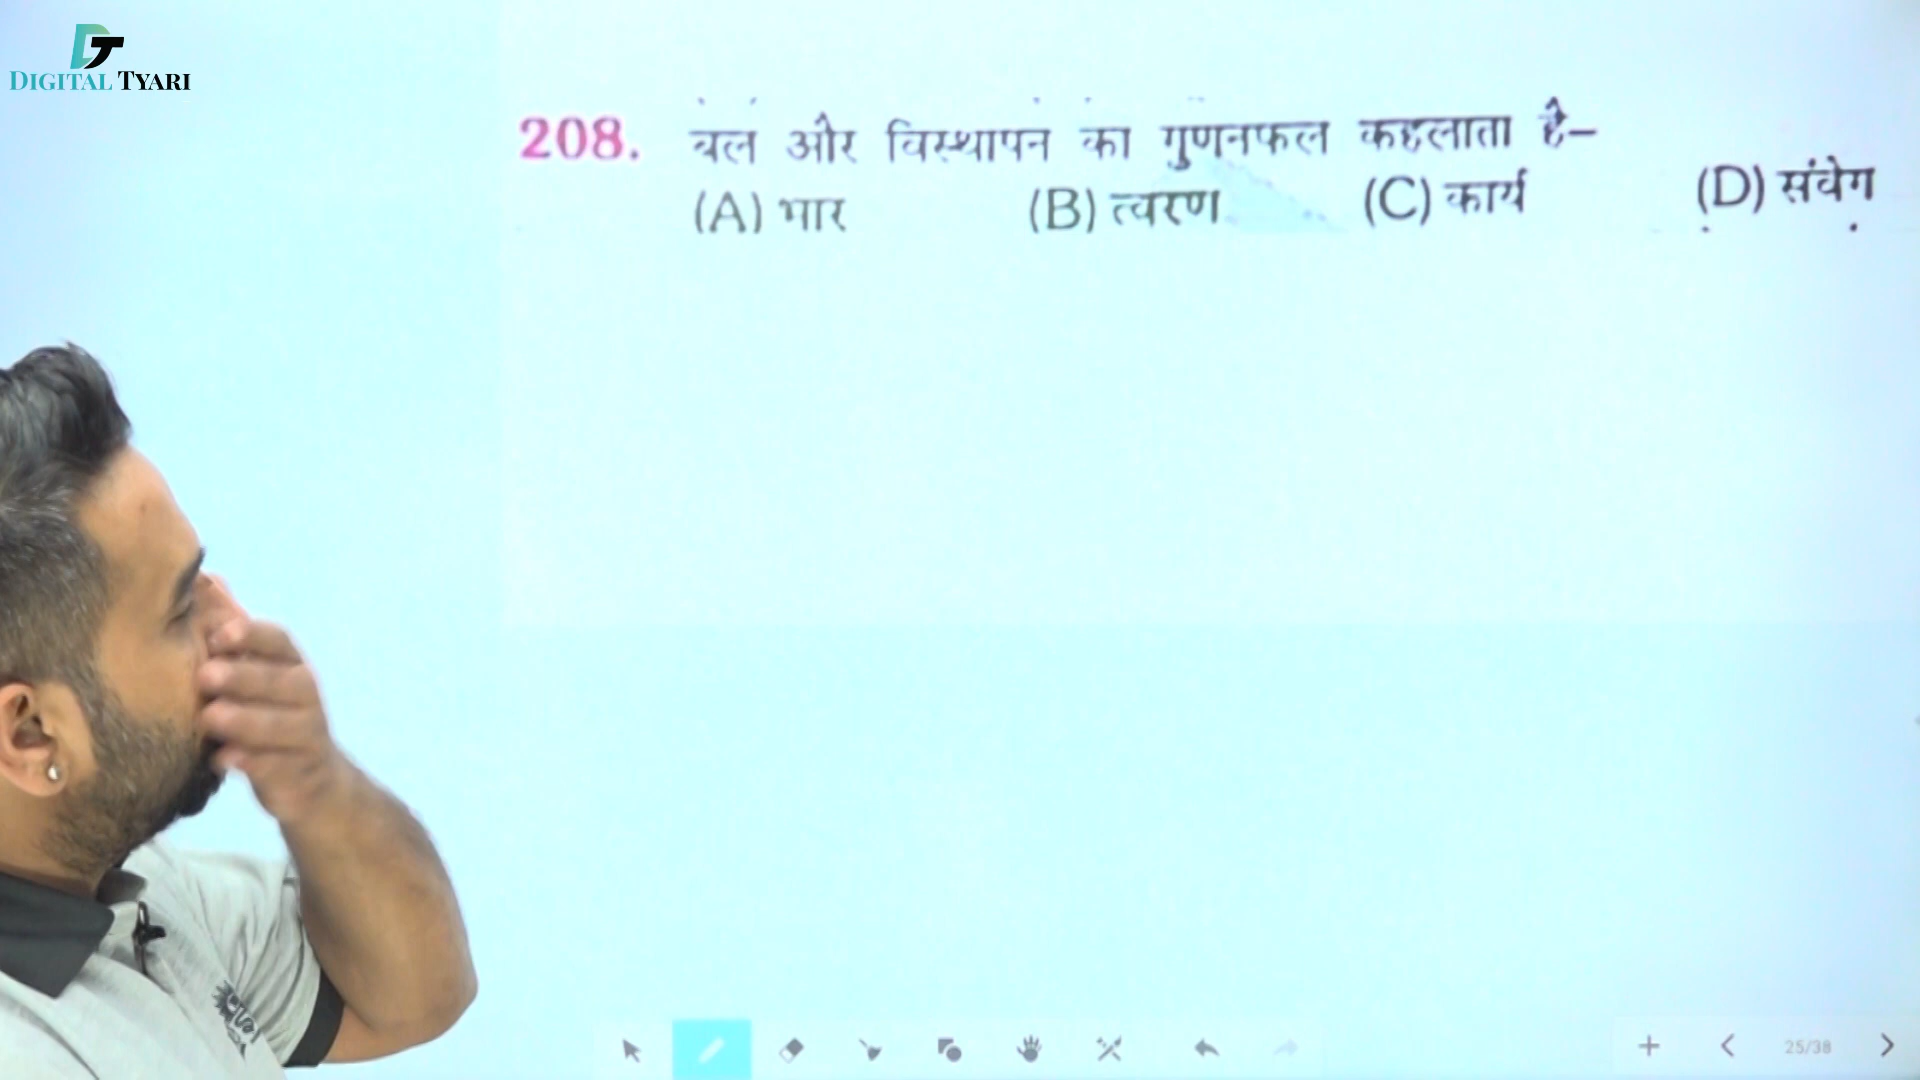 DIGITAL TYARI
208. बल और विस्थापन का गुणनफल कहलाता है–
(A) भार (B) त्वरण (C) कार्य (D) संवेग
25/38